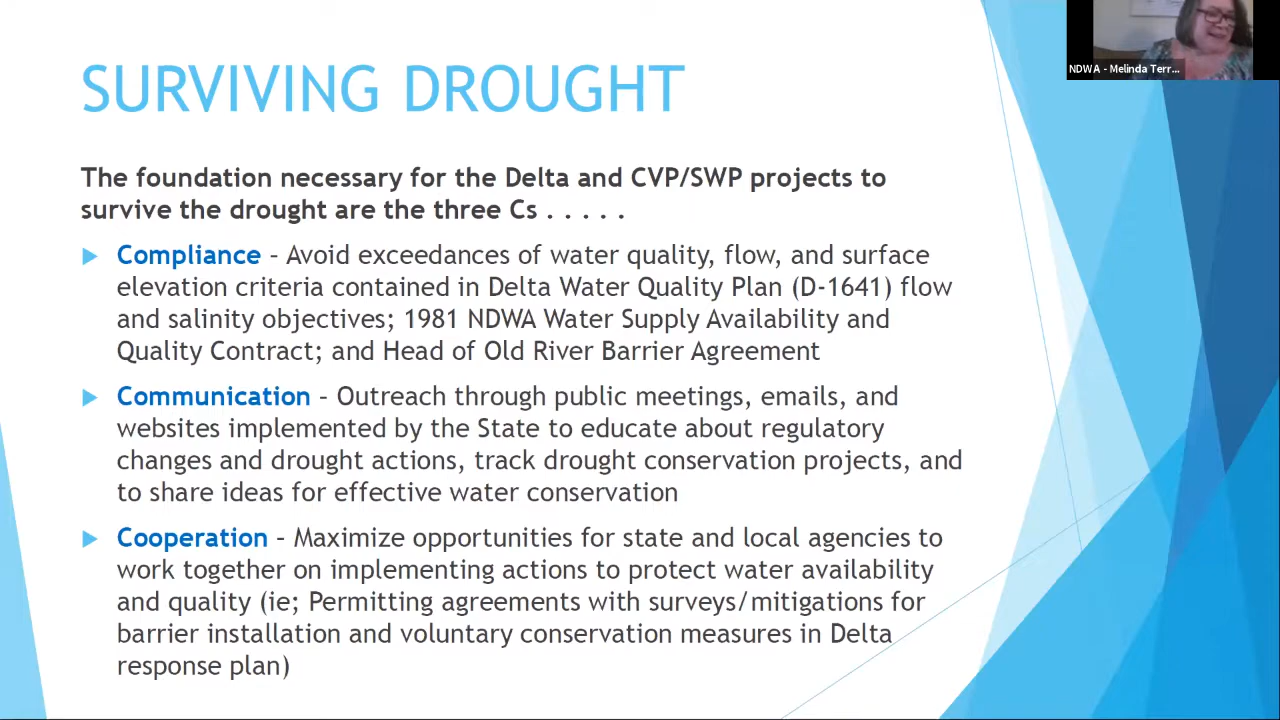 SURVIVING DROUGHT
NDWA - Melinda Terr...
The foundation necessary for the Delta and CVP/SWP projects to
survive the drought are the three Cs . . . . .
Compliance – Avoid exceedances of water quality, flow, and surface
elevation criteria contained in Delta Water Quality Plan (D-1641) flow
and salinity objectives; 1981 NDWA Water Supply Availability and
Quality Contract; and Head of Old River Barrier Agreement
Communication – Outreach through public meetings, emails, and
websites implemented by the State to educate about regulatory
changes and drought actions, track drought conservation projects, and
to share ideas for effective water conservation
Cooperation – Maximize opportunities for state and local agencies to
work together on implementing actions to protect water availability
and quality (ie; Permitting agreements with surveys/mitigations for
barrier installation and voluntary conservation measures in Delta
response plan)